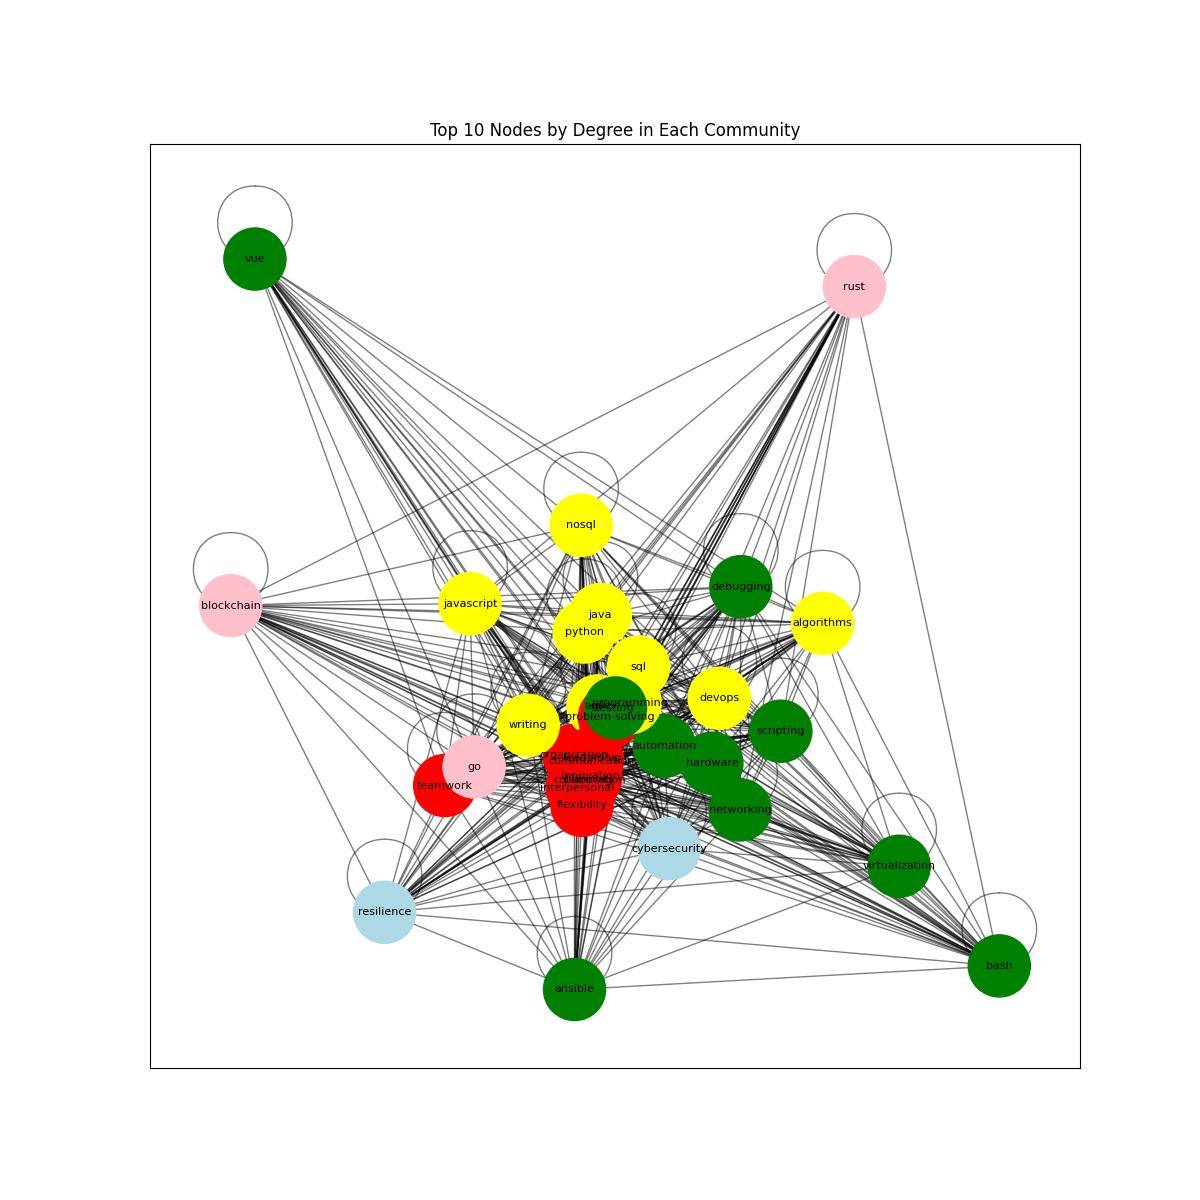 Top 10 Nodes by Degree in Each Community
vue
rust
nosql
debugging
javascript
blockchain
java
algorithms
python
sql
devops
programming
testing
problem-solving
writing
scripting
automation
organization
communication
hardware
go
innovation
teamwork
interpersonal
flexibility
networking
cybersecurity
virtualization
resilience
bash
ansible